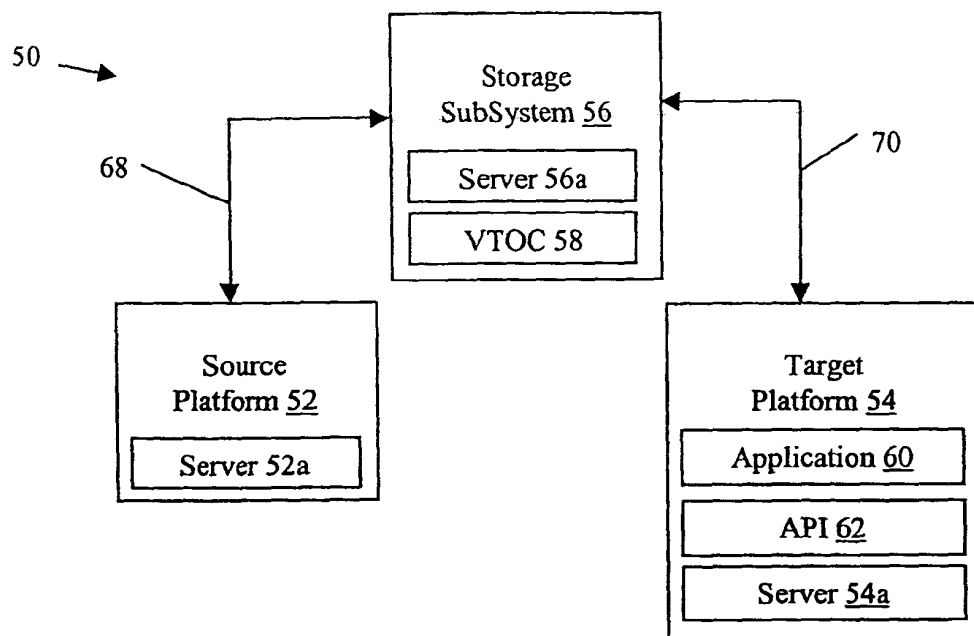 50
Storage
SubSystem 56
Server 56a
VTOC 58
68
70
Source
Platform 52
Server 52a
Target
Platform 54
Application 60
API 62
Server 54a